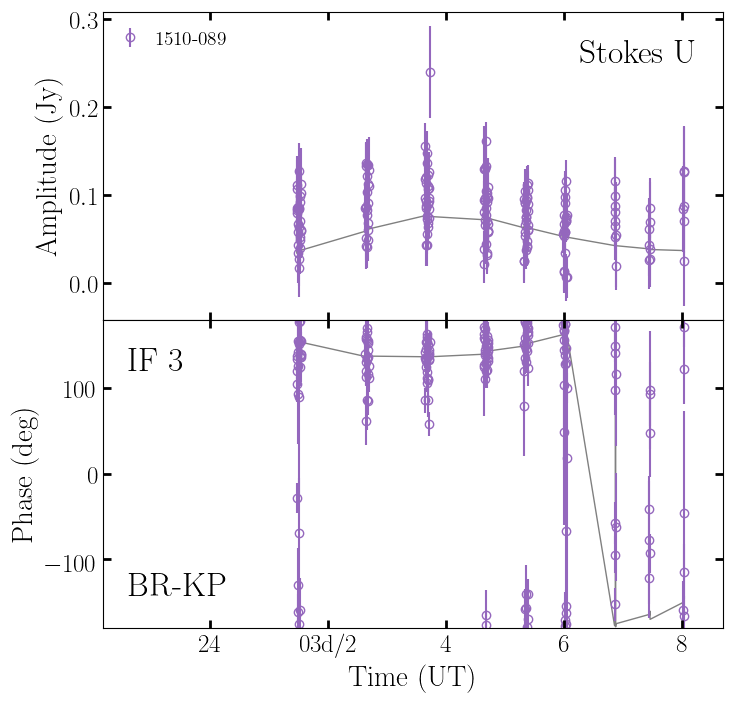 0.3
1510-089
Stokes U
0.2
0.1
0.0
Amplitude (Jy)
IF 3
100
0
−100
Phase (deg)
BR-KP
24
03d/2
4
6
8
Time (UT)